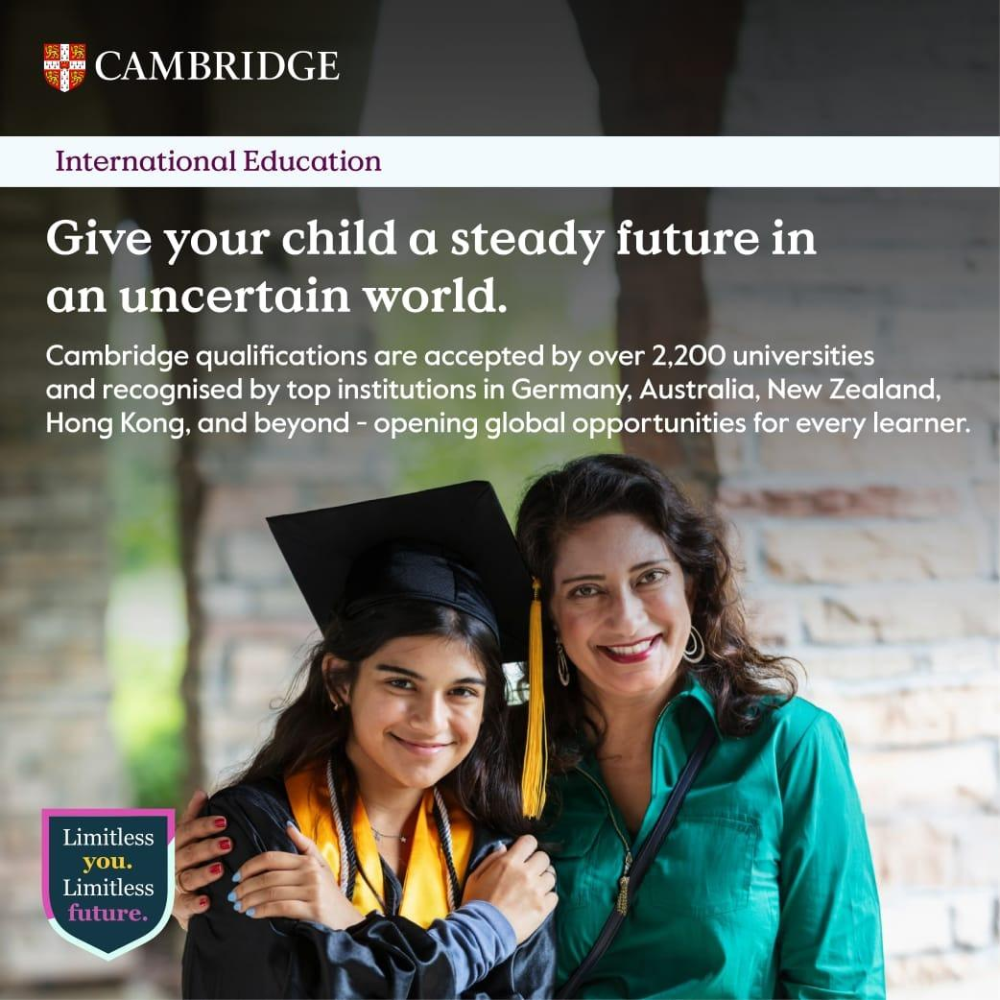 CAMBRIDGE
International Education
Give your child a steady future in
an uncertain world.
Cambridge qualifications are accepted by over 2,200 universities
and recognised by top institutions in Germany, Australia, New Zealand,
Hong Kong, and beyond - opening global opportunities for every learner.
Limitless
you.
Limitless
future.